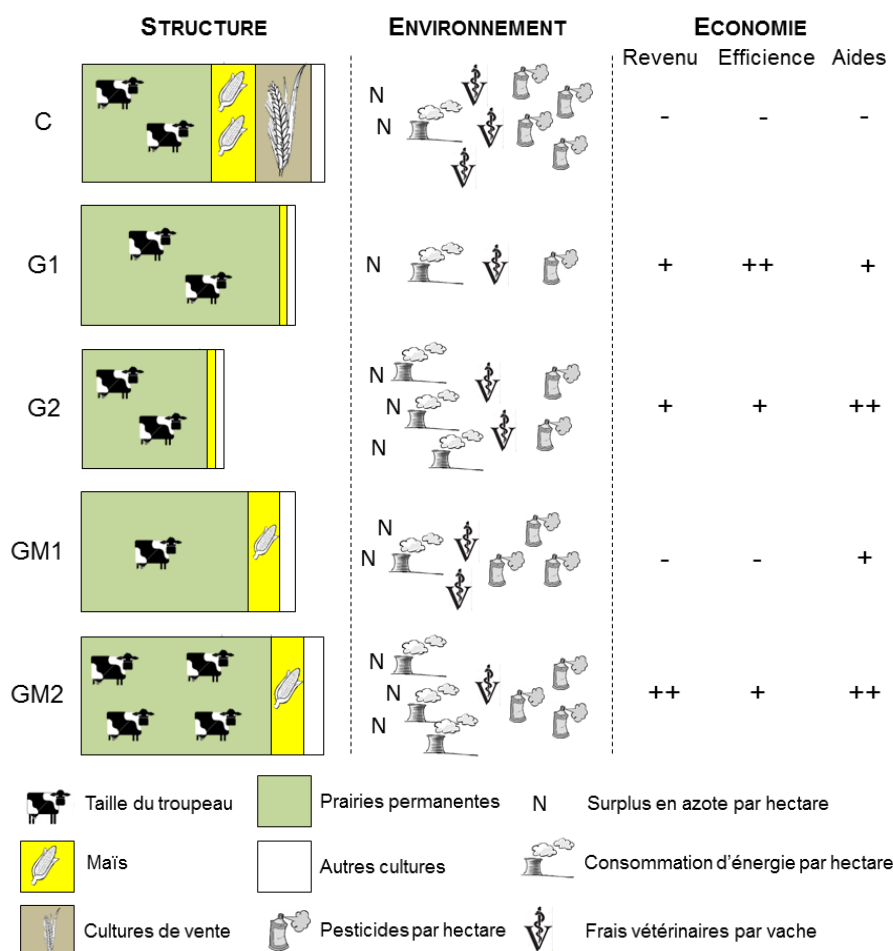 STRUCTURE ENVIRONNEMENT ECONOMIE
Revenu Efficience Aides
C N N - - -
G1 N + ++ +
G2 N N N + + ++
GM1 N N - - +
GM2 N N N ++ + ++
Taille du troupeau Prairies permanentes N Surplus en azote par hectare
Maïs Autres cultures Consommation d'énergie par hectare
Cultures de vente Pesticides par hectare Frais vétérinaires par vache